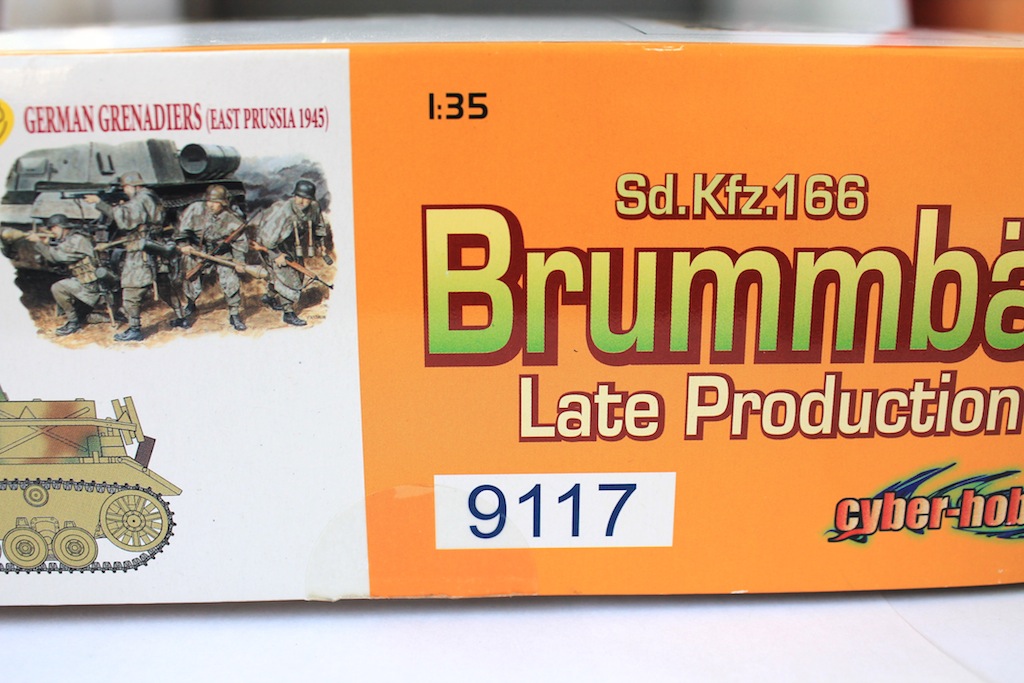 GERMAN GRENADIERS (EAST PRUSSIA 1945)
1:35
Sd.Kfz.166
Brummbä
Late Production
9117
cyber-hob